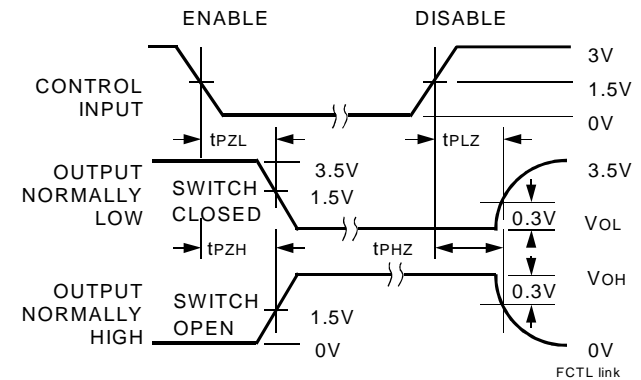 ENABLE DISABLE
CONTROL
INPUT
3V
1.5V
0V
tPZL tPLZ
OUTPUT
NORMALLY
LOW
SWITCH
CLOSED
3.5V
1.5V
3.5V
0.3V
VOL
tPZH tPHZ
OUTPUT
NORMALLY
HIGH
SWITCH
OPEN
1.5V
0V
0.3V
VOH
0V
FCTL link